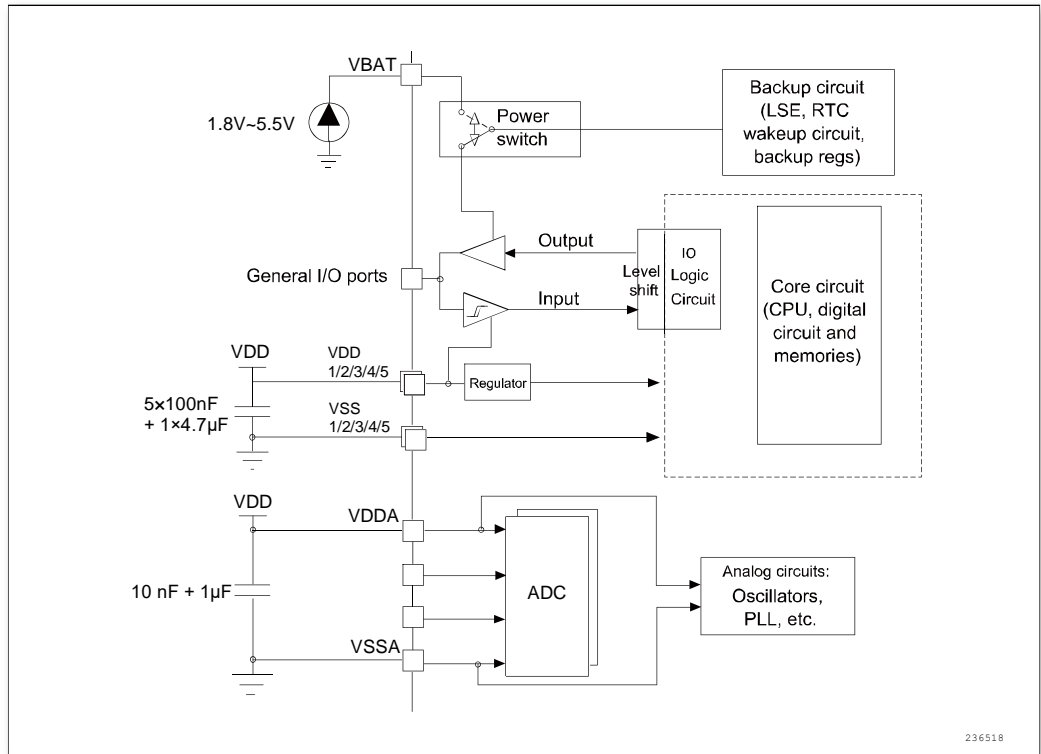 VBAT
1.8V~5.5V
Power
switch
Backup circuit
(LSE, RTC
wakeup circuit,
backup regs)
Output
General I/O ports
Input
Level
shift
IO
Logic
Circuit
Core circuit
(CPU, digital
circuit and
memories)
VDD
VDD
1/2/3/4/5
Regulator
5×100nF
+ 1×4.7µF
VSS
1/2/3/4/5
VDD
VDDA
10 nF + 1µF
ADC
VSSA
Analog circuits:
Oscillators,
PLL, etc.
236518